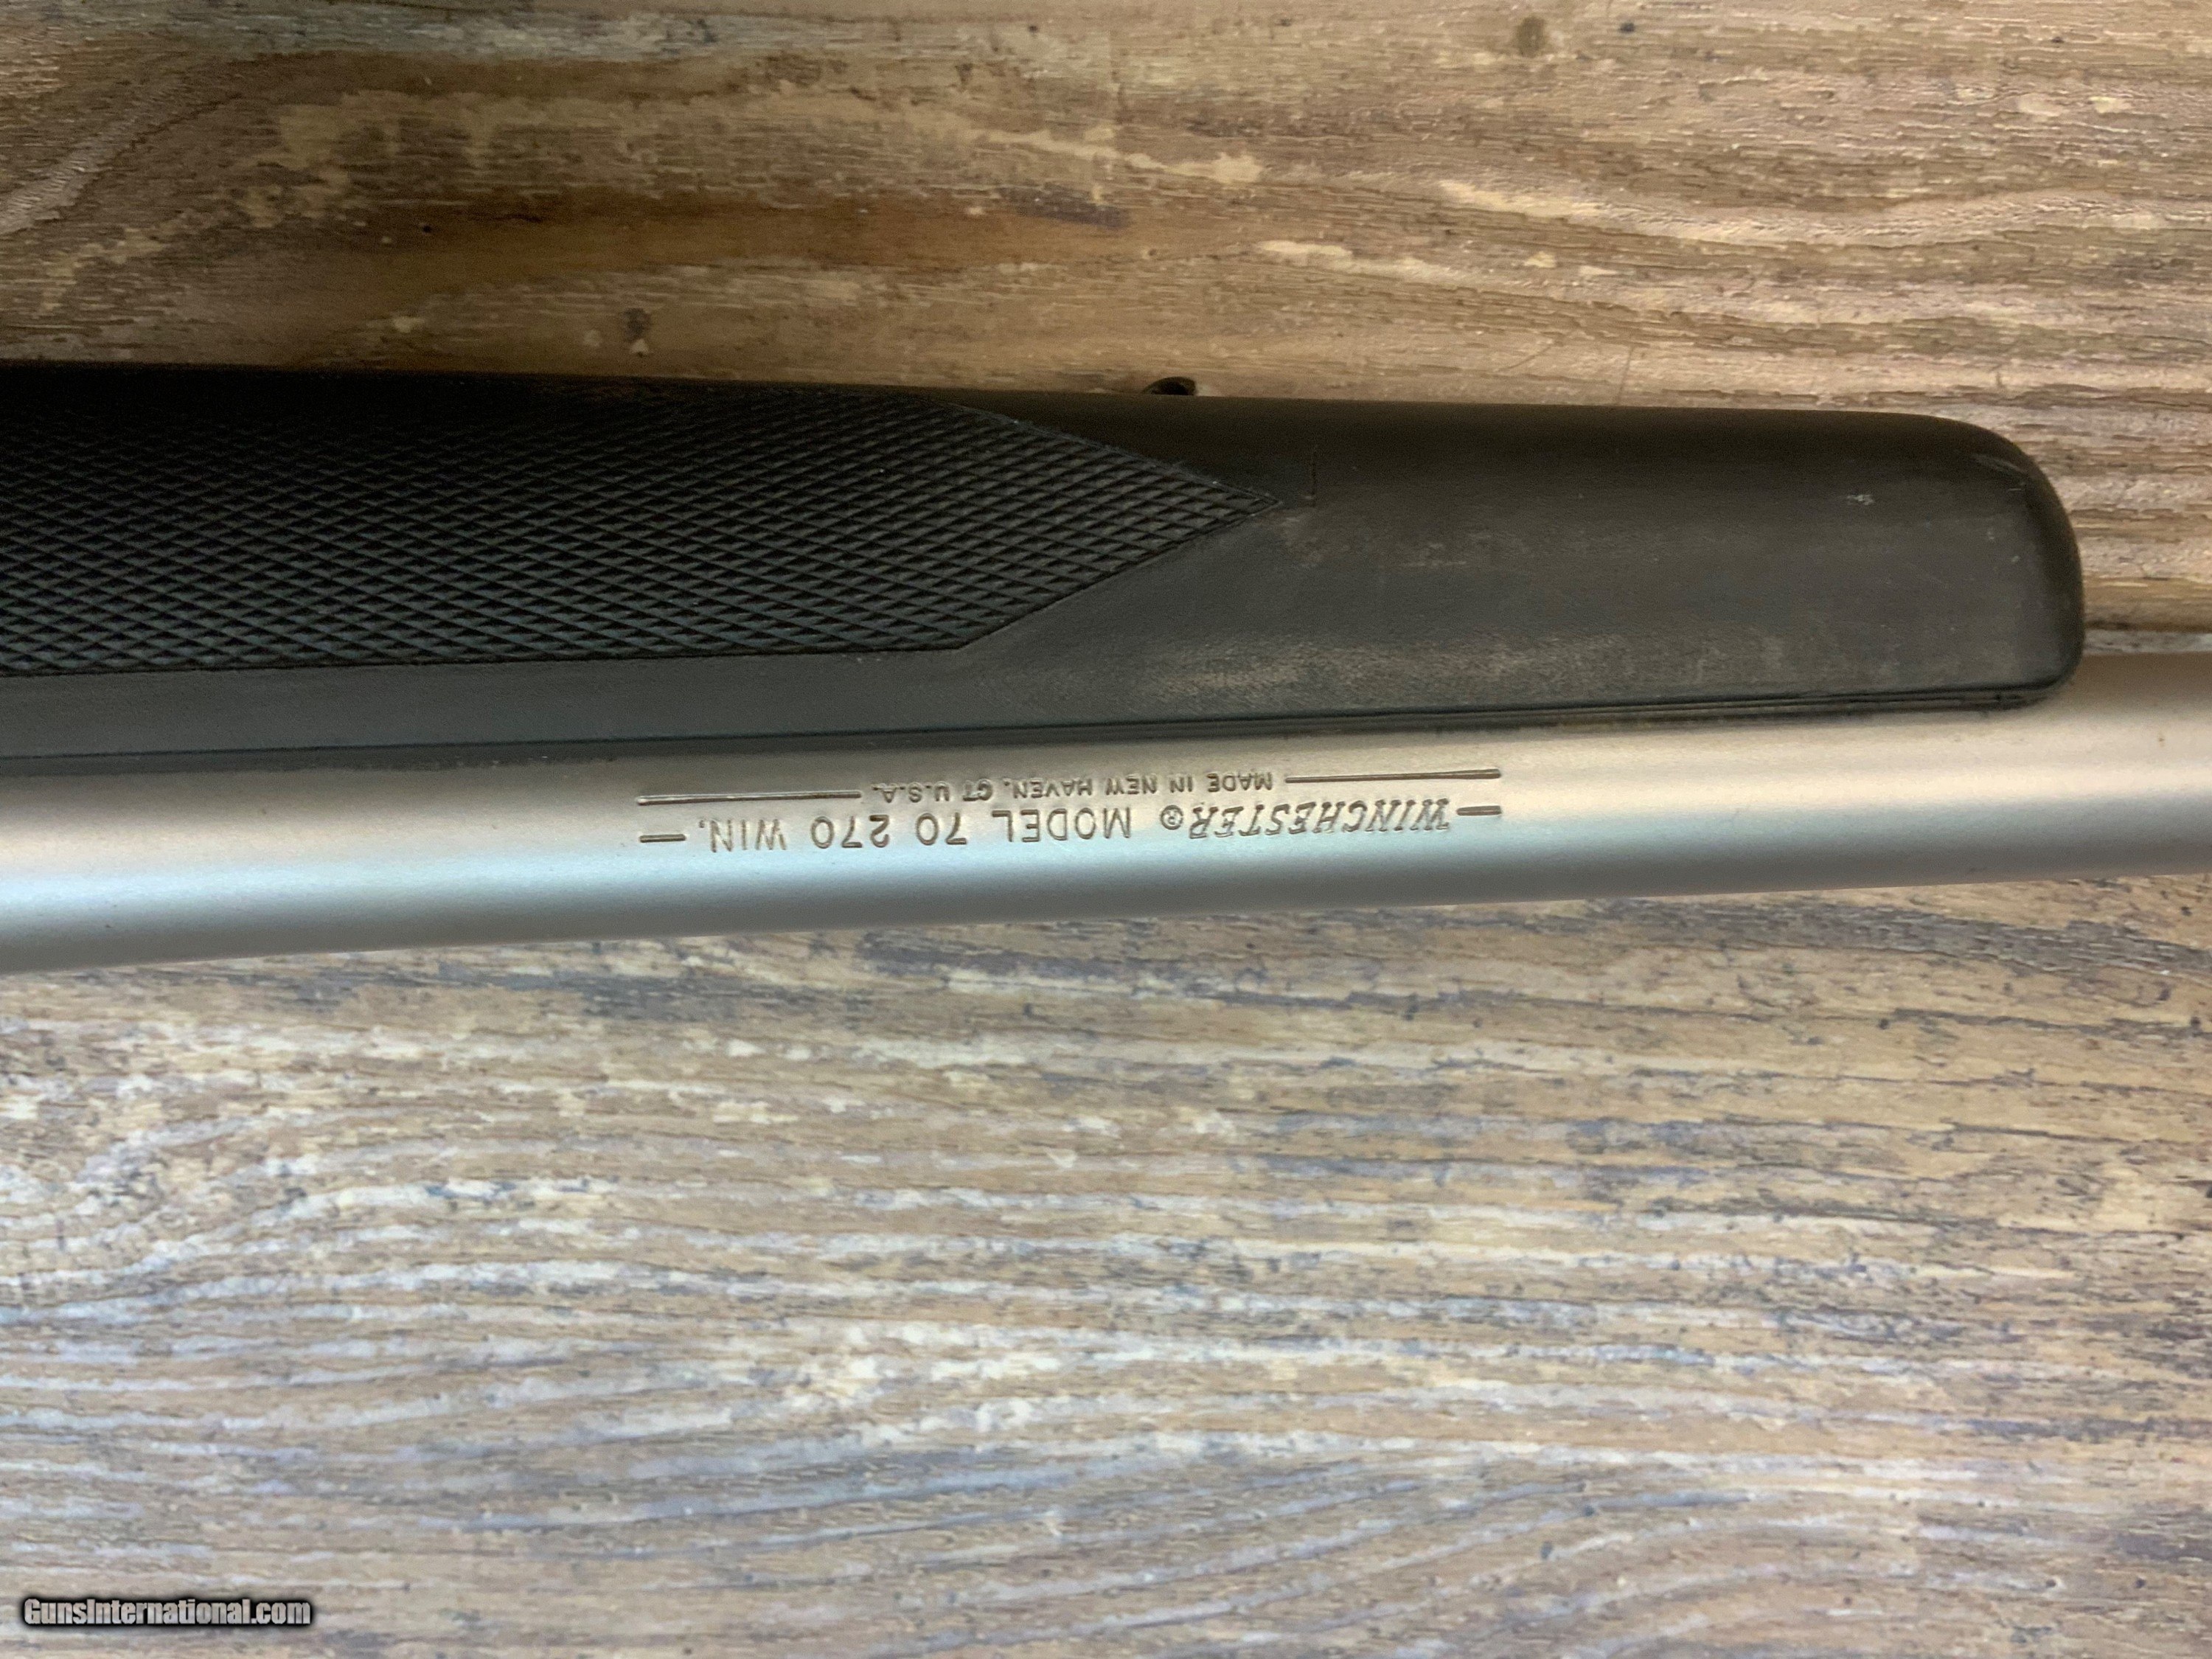 WINCHESTER® MODEL 70 270 WIN.
MADE IN NEW HAVEN, CT U.S.A.
GunsInternational.com